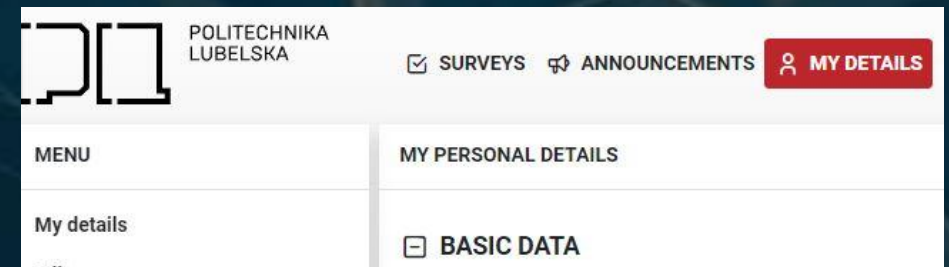 POLITECHNIKA
LUBELSKA
SURVEYS ANNOUNCEMENTS MY DETAILS
MENU
MY PERSONAL DETAILS
My details
BASIC DATA